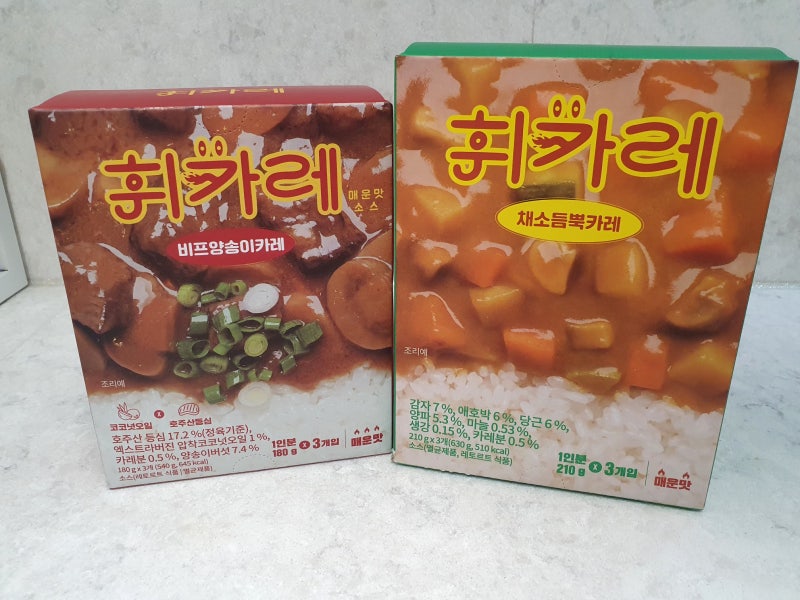 휘카레
매운맛
소스
비프양송이카레
조리예
코코넛오일 x 호주산등심
호주산 등심 17.2 %(정육기준),
엑스트라버진 압착코코넛오일 1 %,
카레분 0.5 %, 양송이버섯 7.4 %
180 g x 3개 (540 g, 645 kcal)
소스(레토르트 식품 | 멸균제품)
1인분
180 g x 3개입
매운맛
휘카레
채소듬뿍카레
조리예
감자 7 %, 애호박 6 %, 당근 6 %,
양파 5.3 %, 마늘 0.53 %,
생강 0.15 %, 카레분 0.5 %
210 g x 3개(630 g, 510 kcal)
소스(멸균제품, 레토르트 식품)
1인분
210 g x 3개입
매운맛